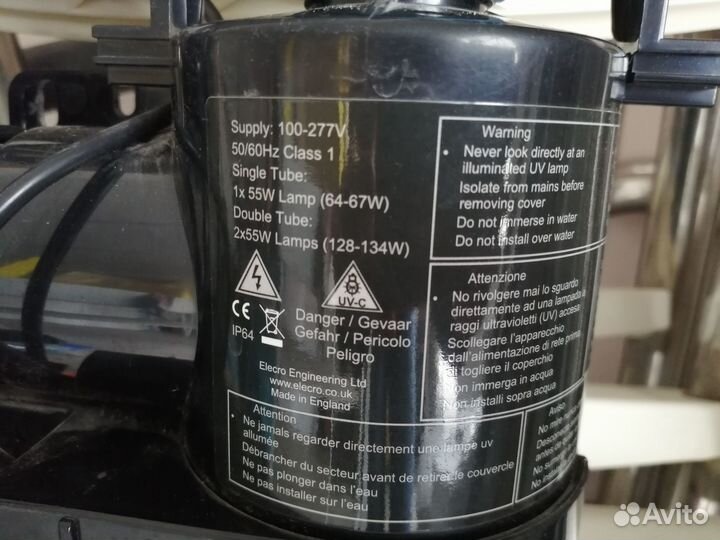 Supply: 100-277V
50/60Hz Class 1
Single Tube:
1x 55W Lamp (64-67W)
Double Tube:
2x55W Lamps (128-134W)
UV-C
CE
IP64
Danger / Gevaar
Gefahr / Pericolo
Peligro
Elecro Engineering Ltd
www.elecro.co.uk
Made in England
Warning
• Never look directly at an
illuminated UV lamp
Isolate from mains before
removing cover
Do not immerse in water
Do not install over water
Attenzione
• Non rivolgere mai lo sguardo
direttamente ad una lampada a
raggi ultravioletti (UV) accesa
Scollegare l'apparecchio
dall'alimentazione di rete prima
di togliere il coperchio
Non immerga in acqua
Non installi sopra acqua
Attention
• Ne jamais regarder directement une lampe uv
allumée
Débrancher du secteur avant de retirer le couvercle
Ne pas plonger dans l'eau
Ne pas installer sur l'eau
Aviso
No mire
antes de
No
No
Avito